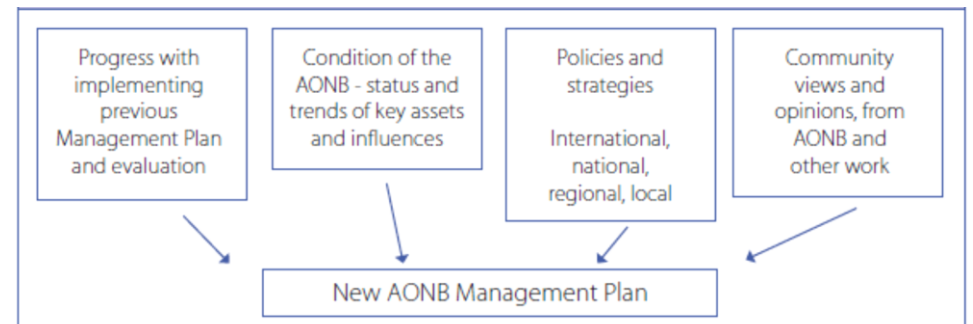 Progress with
implementing
previous
Management Plan
and evaluation
Condition of the
AONB - status and
trends of key assets
and influences
Policies and
strategies
International,
national,
regional, local
Community
views and
opinions, from
AONB and
other work
New AONB Management Plan